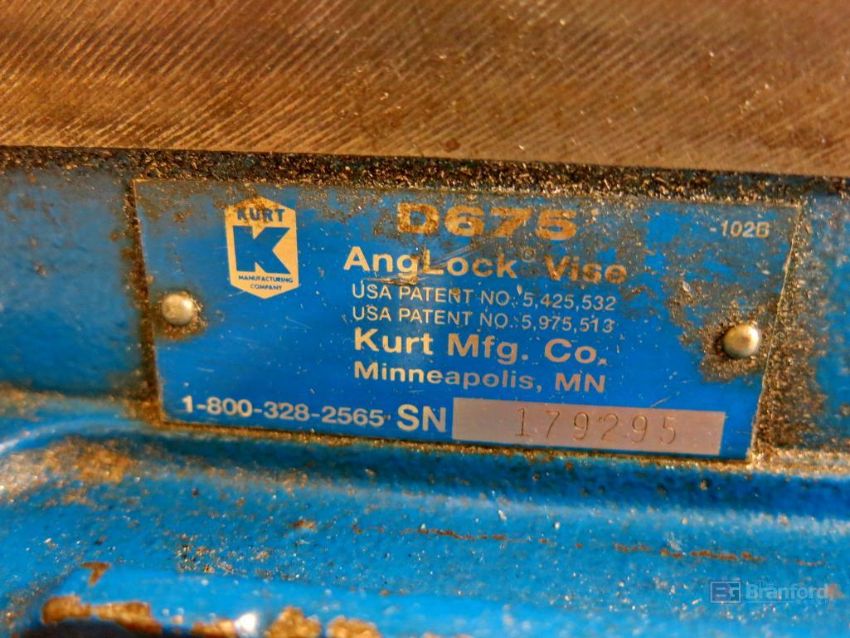 KURT
K
MANUFACTURING
COMPANY
D675
-102B
AngLock® Vise
USA PATENT NO. 5,425,532
USA PATENT NO. 5,975,513
Kurt Mfg. Co.
Minneapolis, MN
1-800-328-2565 SN 179295
Branford